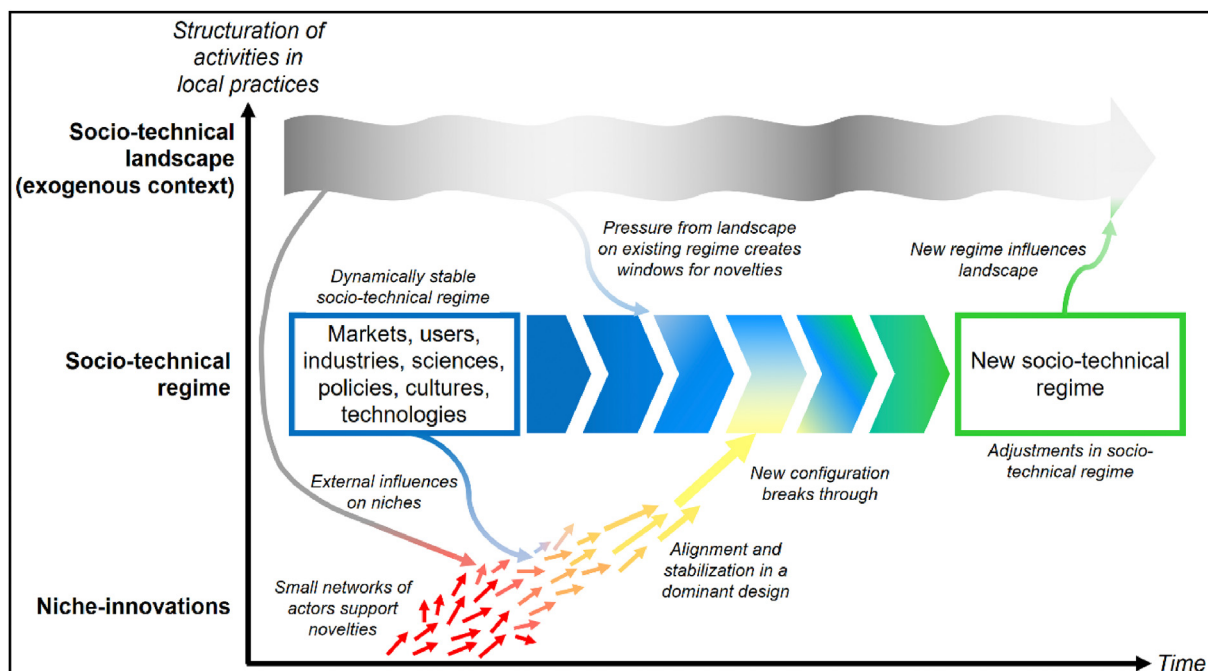 Structuration of
activities in
local practices
Socio-technical
landscape
(exogenous context)
Pressure from landscape
on existing regime creates
windows for novelties
New regime influences
landscape
Dynamically stable
socio-technical regime
Markets, users,
industries, sciences,
policies, cultures,
technologies
Socio-technical
regime
New socio-technical
regime
Adjustments in socio-
technical regime
External influences
on niches
New configuration
breaks through
Alignment and
stabilization in a
dominant design
Small networks of
actors support
novelties
Niche-innovations
Time